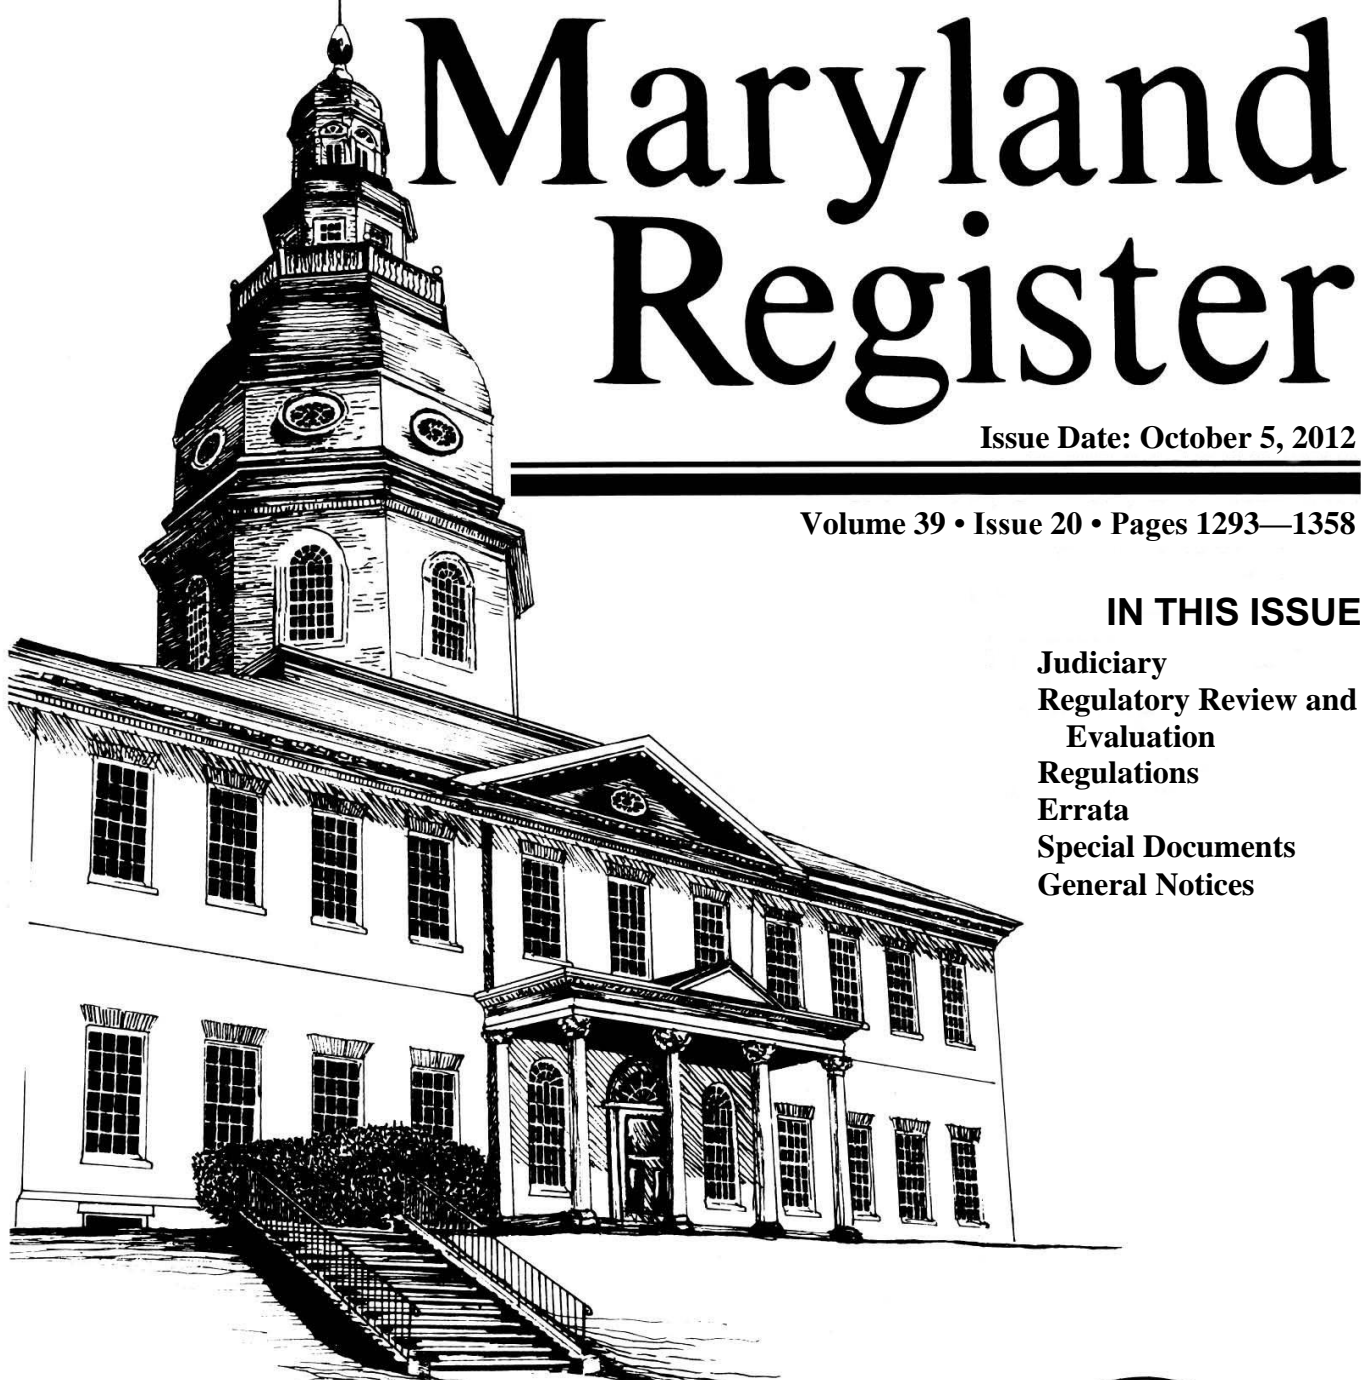 Maryland
Register
Issue Date: October 5, 2012
Volume 39 • Issue 20 • Pages 1293—1358
IN THIS ISSUE
Judiciary
Regulatory Review and
Evaluation
Regulations
Errata
Special Documents
General Notices